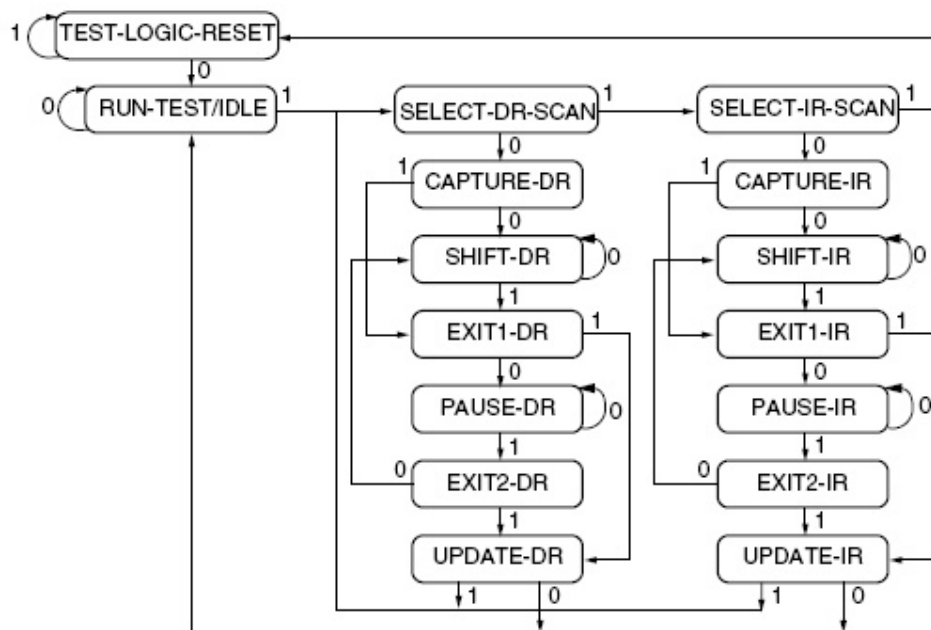 1 TEST-LOGIC-RESET
0
0 RUN-TEST/IDLE 1 SELECT-DR-SCAN 1 SELECT-IR-SCAN 1
0 0
1 CAPTURE-DR 1 CAPTURE-IR
0 0
SHIFT-DR 0 SHIFT-IR 0
1 1
EXIT1-DR 1 EXIT1-IR 1
0 0
PAUSE-DR 0 PAUSE-IR 0
1 1
0 EXIT2-DR 0 EXIT2-IR
1 1
UPDATE-DR UPDATE-IR
1 0 1 0